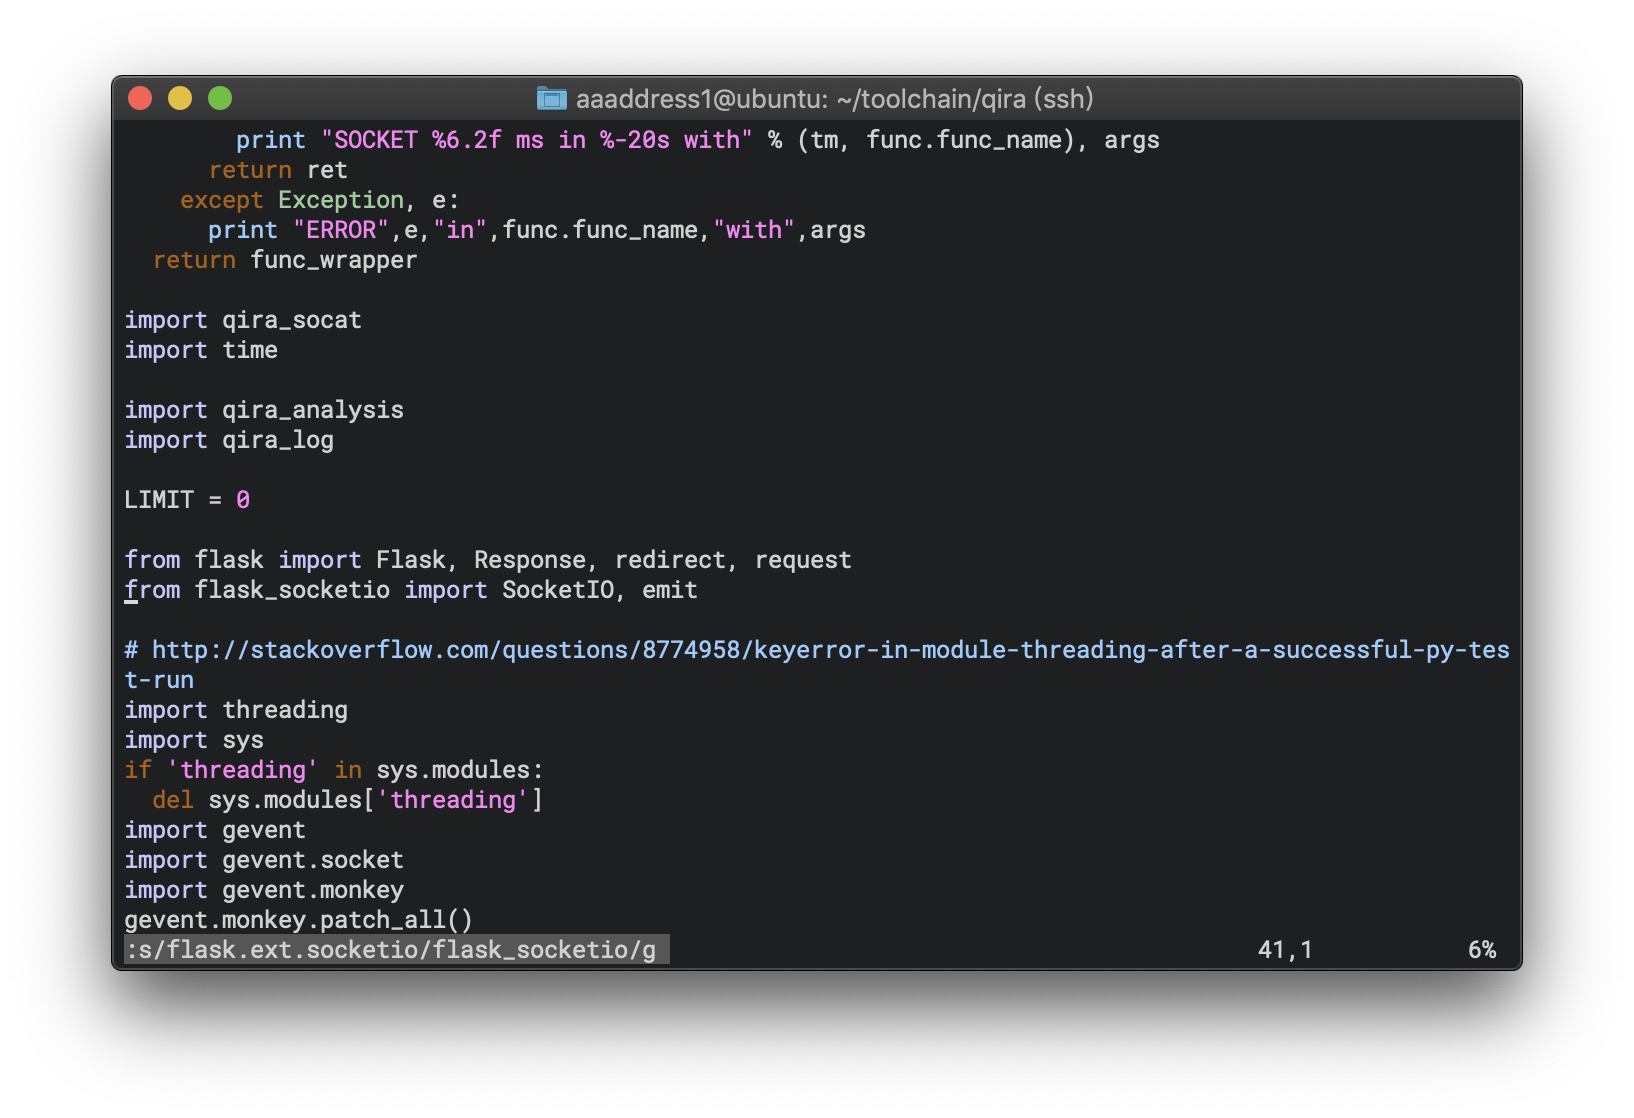 aaaddress1@ubuntu: ~/toolchain/qira (ssh)
        print "SOCKET %6.2f ms in %-20s with" % (tm, func.func_name), args
      return ret
    except Exception, e:
      print "ERROR",e,"in",func.func_name,"with",args
  return func_wrapper

import qira_socat
import time

import qira_analysis
import qira_log

LIMIT = 0

from flask import Flask, Response, redirect, request
from flask_socketio import SocketIO, emit

# http://stackoverflow.com/questions/8774958/keyerror-in-module-threading-after-a-successful-py-tes
t-run
import threading
import sys
if 'threading' in sys.modules:
  del sys.modules['threading']
import gevent
import gevent.socket
import gevent.monkey
gevent.monkey.patch_all()
:s/flask.ext.socketio/flask_socketio/g 41,1 6%